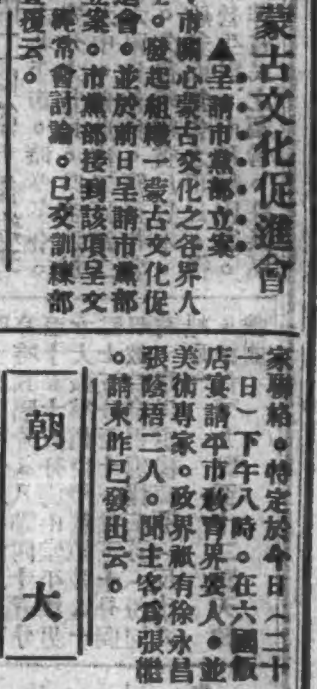 蒙古文化促進會
▲呈請市黨部立案
市關心蒙古文化之各界人
。發起組織一蒙古文化促
進會。並於前日呈請市黨部
立案。市黨部接到該項呈文
經常會討論。已交訓練部
覆云。
家聯絡。特定於今日（二十
一日）下午八時。在六國飯
店宴請平市教育界要人。並
美術專家。政界祇有徐永昌
張蔭梧二人。聞主客爲張繼
。請柬昨已發出云。
朝大